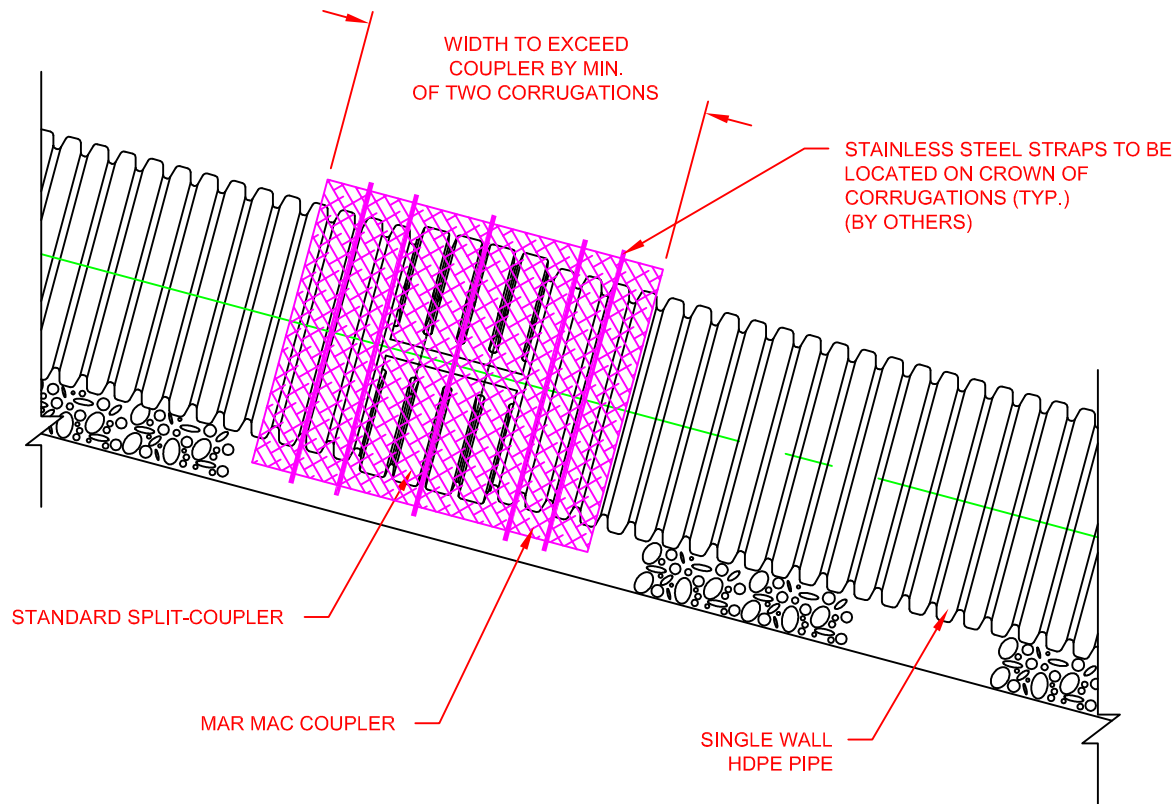 WIDTH TO EXCEED
COUPLER BY MIN.
OF TWO CORRUGATIONS
STAINLESS STEEL STRAPS TO BE
LOCATED ON CROWN OF
CORRUGATIONS (TYP.)
(BY OTHERS)
STANDARD SPLIT-COUPLER
MAR MAC COUPLER
SINGLE WALL
HDPE PIPE